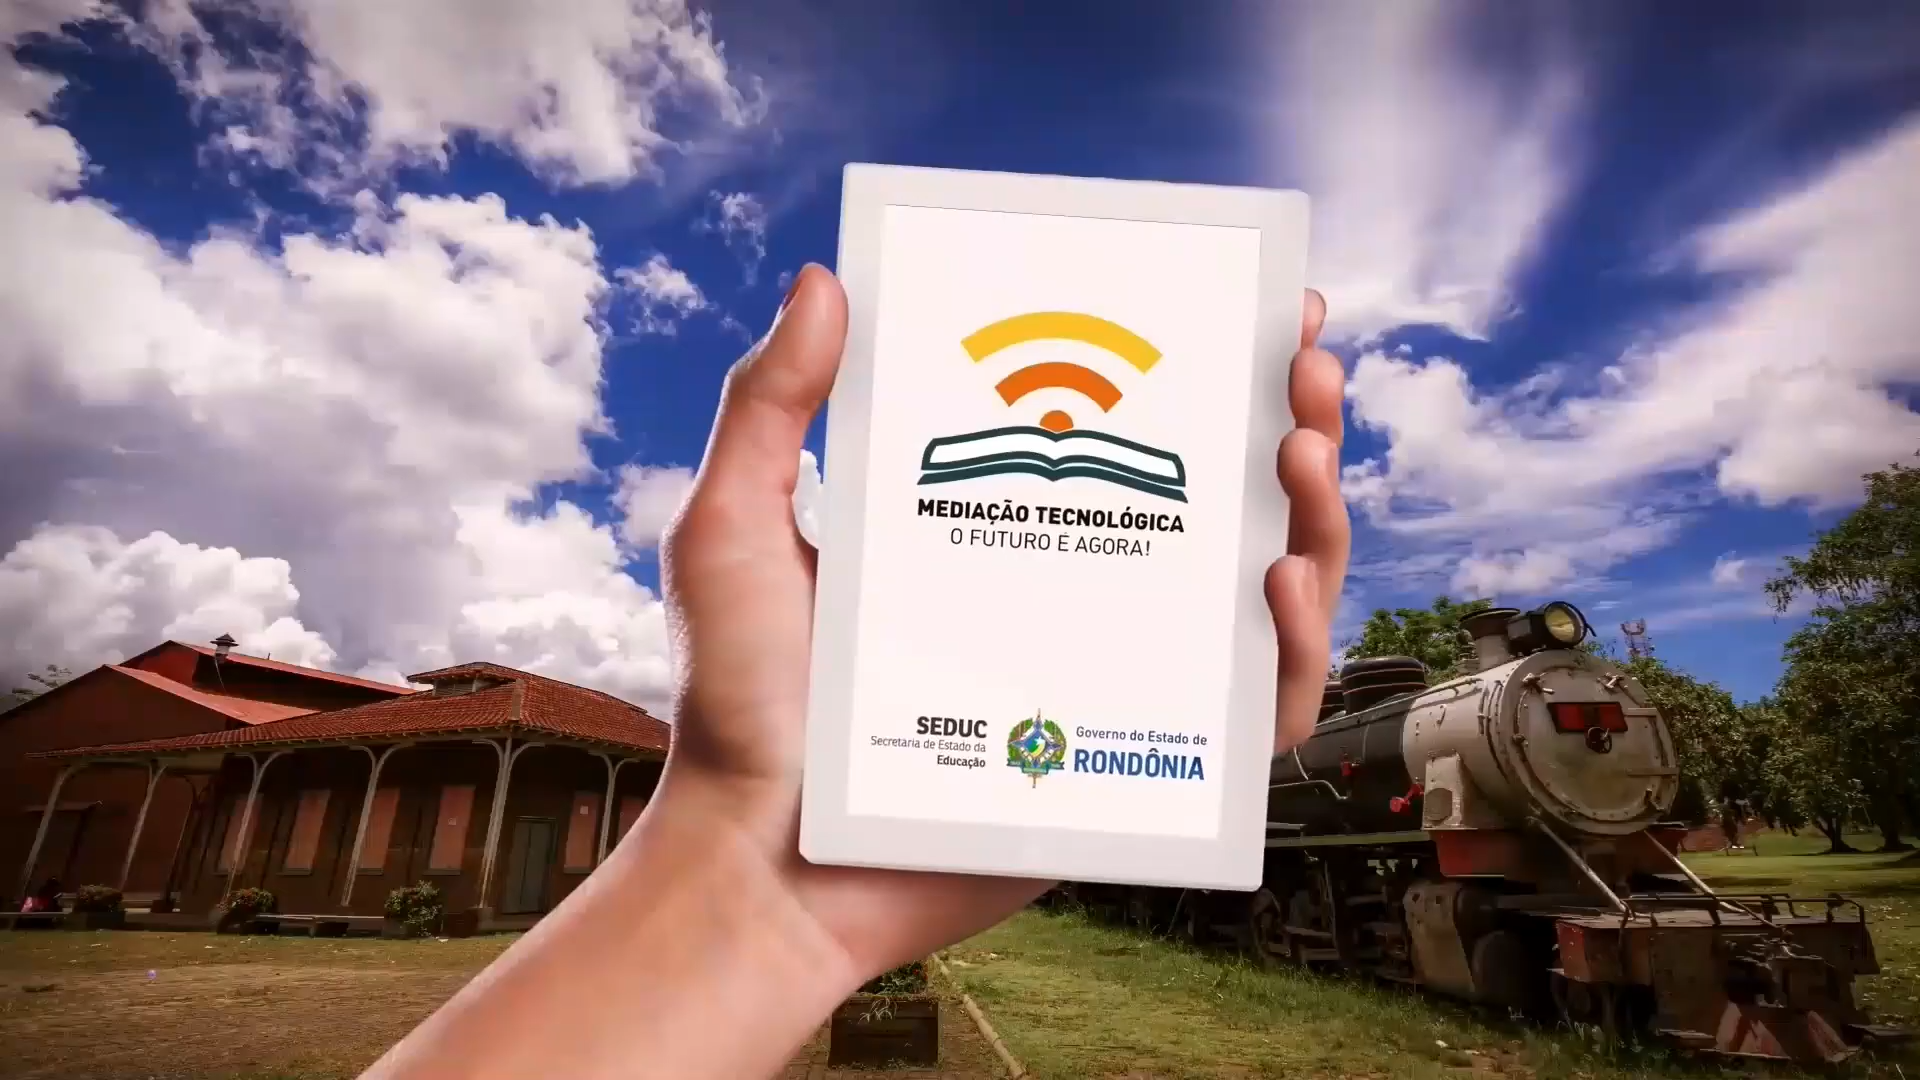 MEDIAÇÃO TECNOLÓGICA
O FUTURO É AGORA!
SEDUC
Secretaria de Estado da
Educação
Governo do Estado de
RONDÔNIA